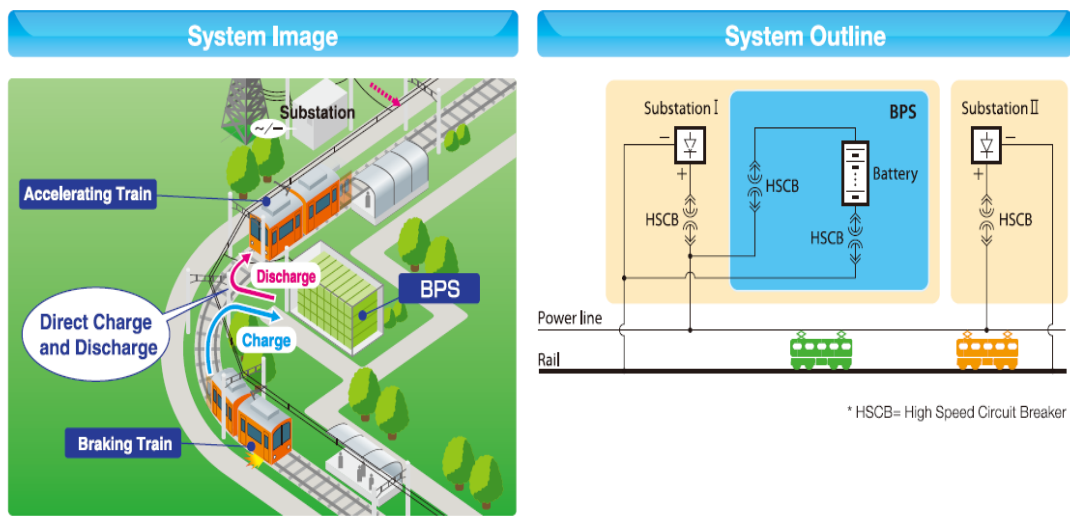 System Image
Substation
~/−
Accelerating Train
Discharge
BPS
Direct Charge
and Discharge
Charge
Braking Train
System Outline
Substation I
BPS
Substation II
−
−
Battery
+
+
HSCB
HSCB
HSCB
HSCB
Power line
Rail
* HSCB= High Speed Circuit Breaker